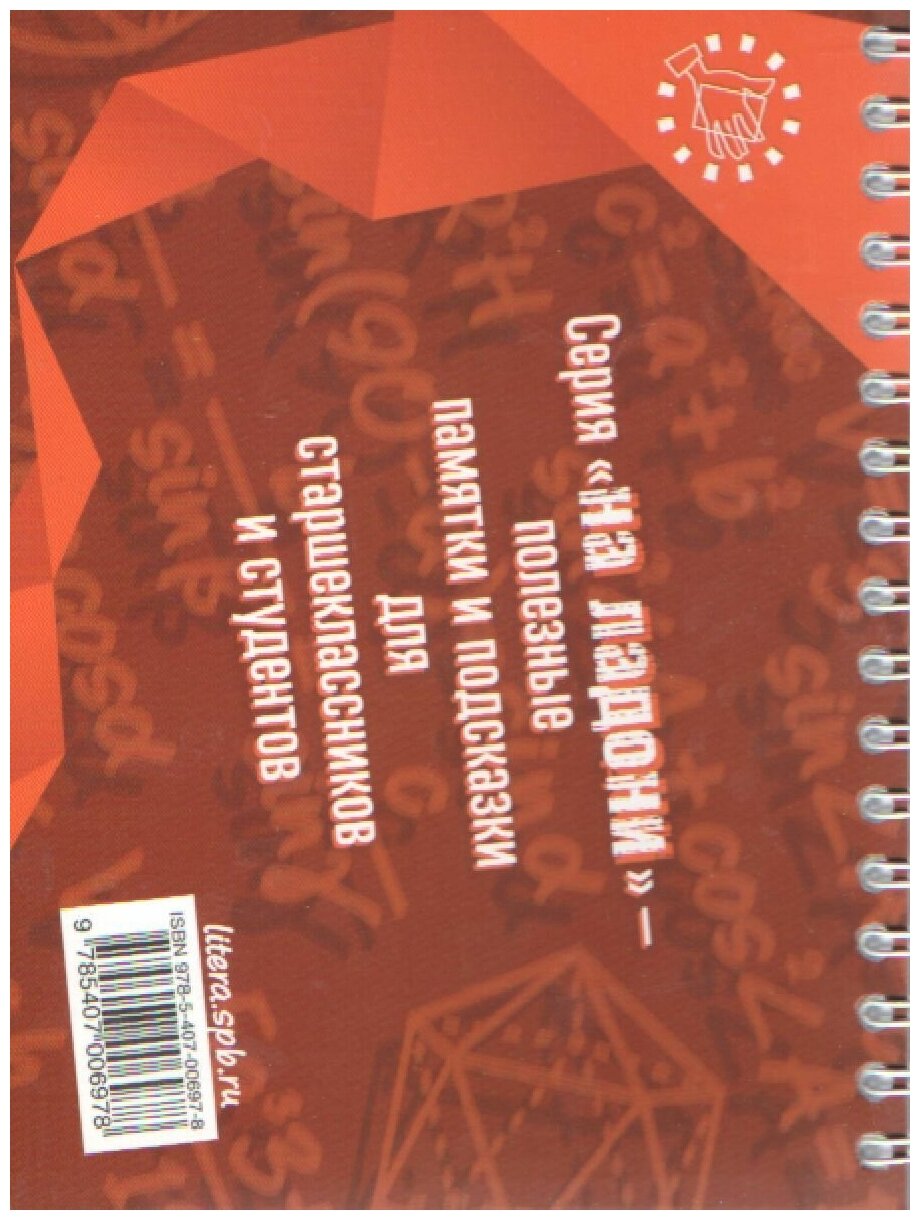 Серия «на ладони» –
полезные
памятки и подсказки
для
старшеклассников
и студентов
litera.spb.ru
ISBN 978-5-407-00697-8
9 785407 006978